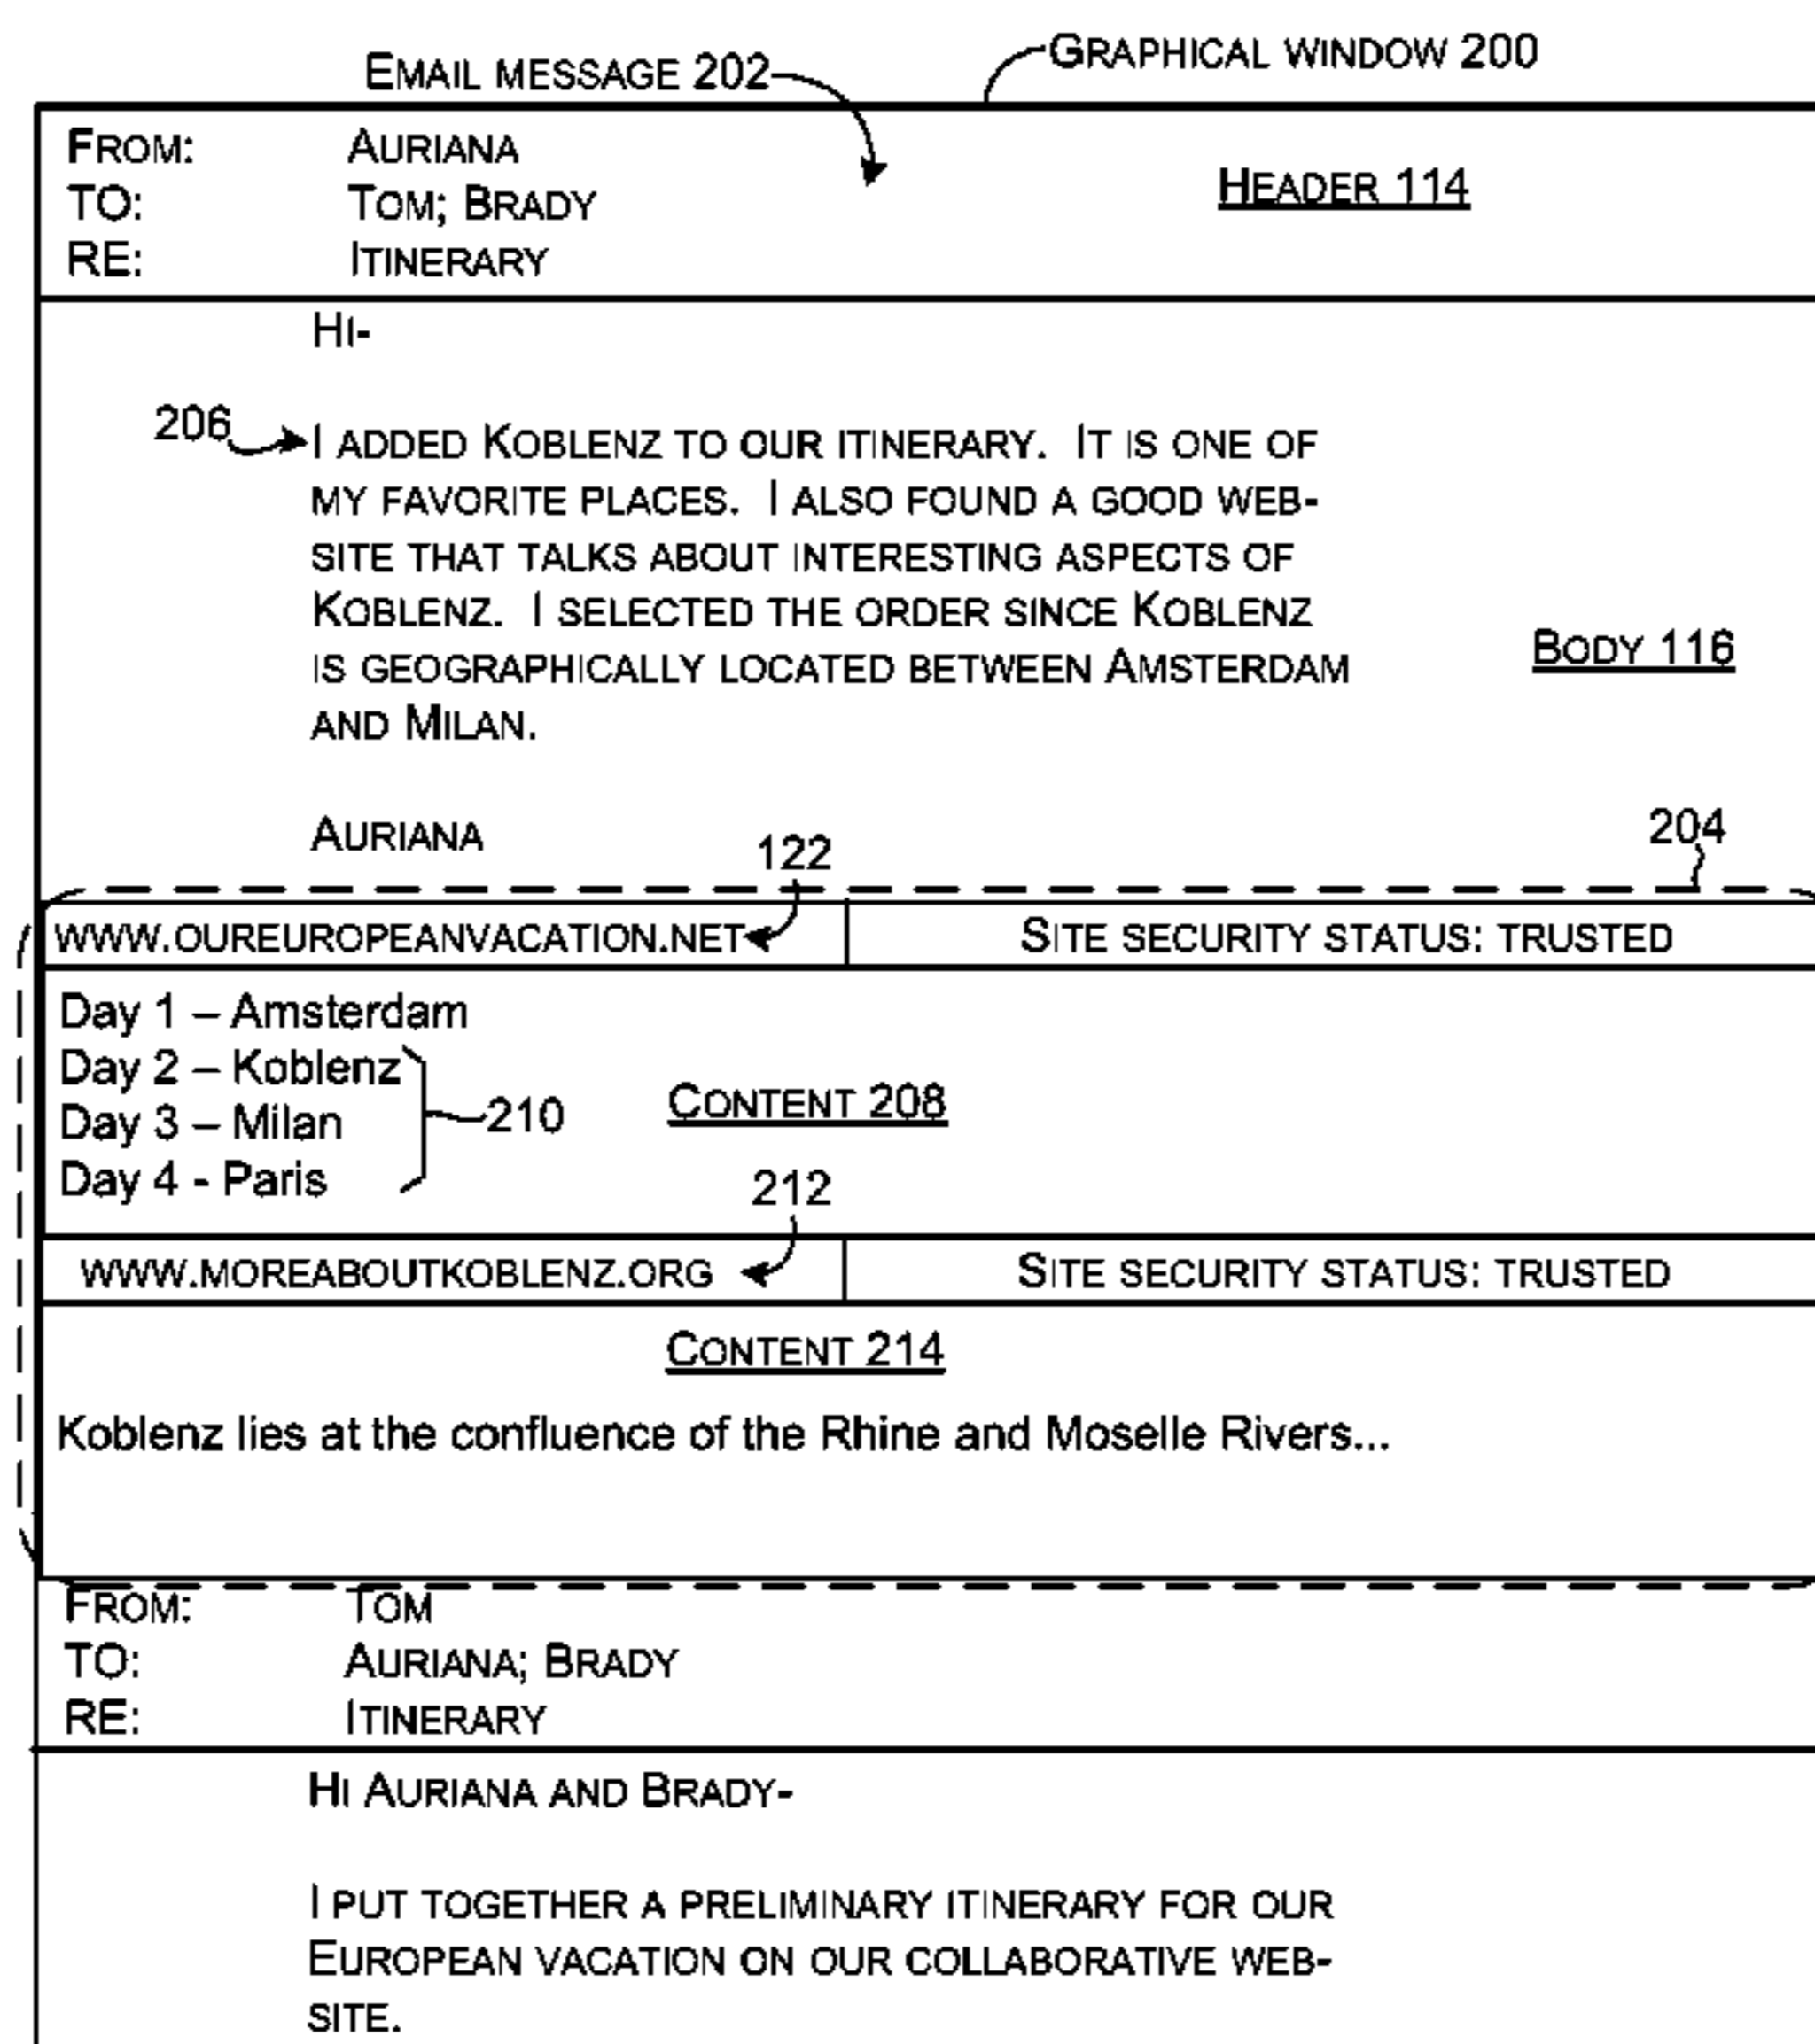 EMAIL MESSAGE 202
GRAPHICAL WINDOW 200
FROM: AURIANA
TO: TOM; BRADY
RE: ITINERARY
HEADER 114
HI-
206
I ADDED KOBLENZ TO OUR ITINERARY. IT IS ONE OF
MY FAVORITE PLACES. I ALSO FOUND A GOOD WEB-
SITE THAT TALKS ABOUT INTERESTING ASPECTS OF
KOBLENZ. I SELECTED THE ORDER SINCE KOBLENZ
IS GEOGRAPHICALLY LOCATED BETWEEN AMSTERDAM
AND MILAN.
BODY 116
AURIANA
122
204
WWW.OUREUROPEANVACATION.NET
SITE SECURITY STATUS: TRUSTED
Day 1 – Amsterdam
Day 2 – Koblenz
Day 3 – Milan
Day 4 - Paris
210
CONTENT 208
212
WWW.MOREABOUTKOBLENZ.ORG
SITE SECURITY STATUS: TRUSTED
CONTENT 214
Koblenz lies at the confluence of the Rhine and Moselle Rivers...
FROM: TOM
TO: AURIANA; BRADY
RE: ITINERARY
HI AURIANA AND BRADY-
I PUT TOGETHER A PRELIMINARY ITINERARY FOR OUR
EUROPEAN VACATION ON OUR COLLABORATIVE WEB-
SITE.